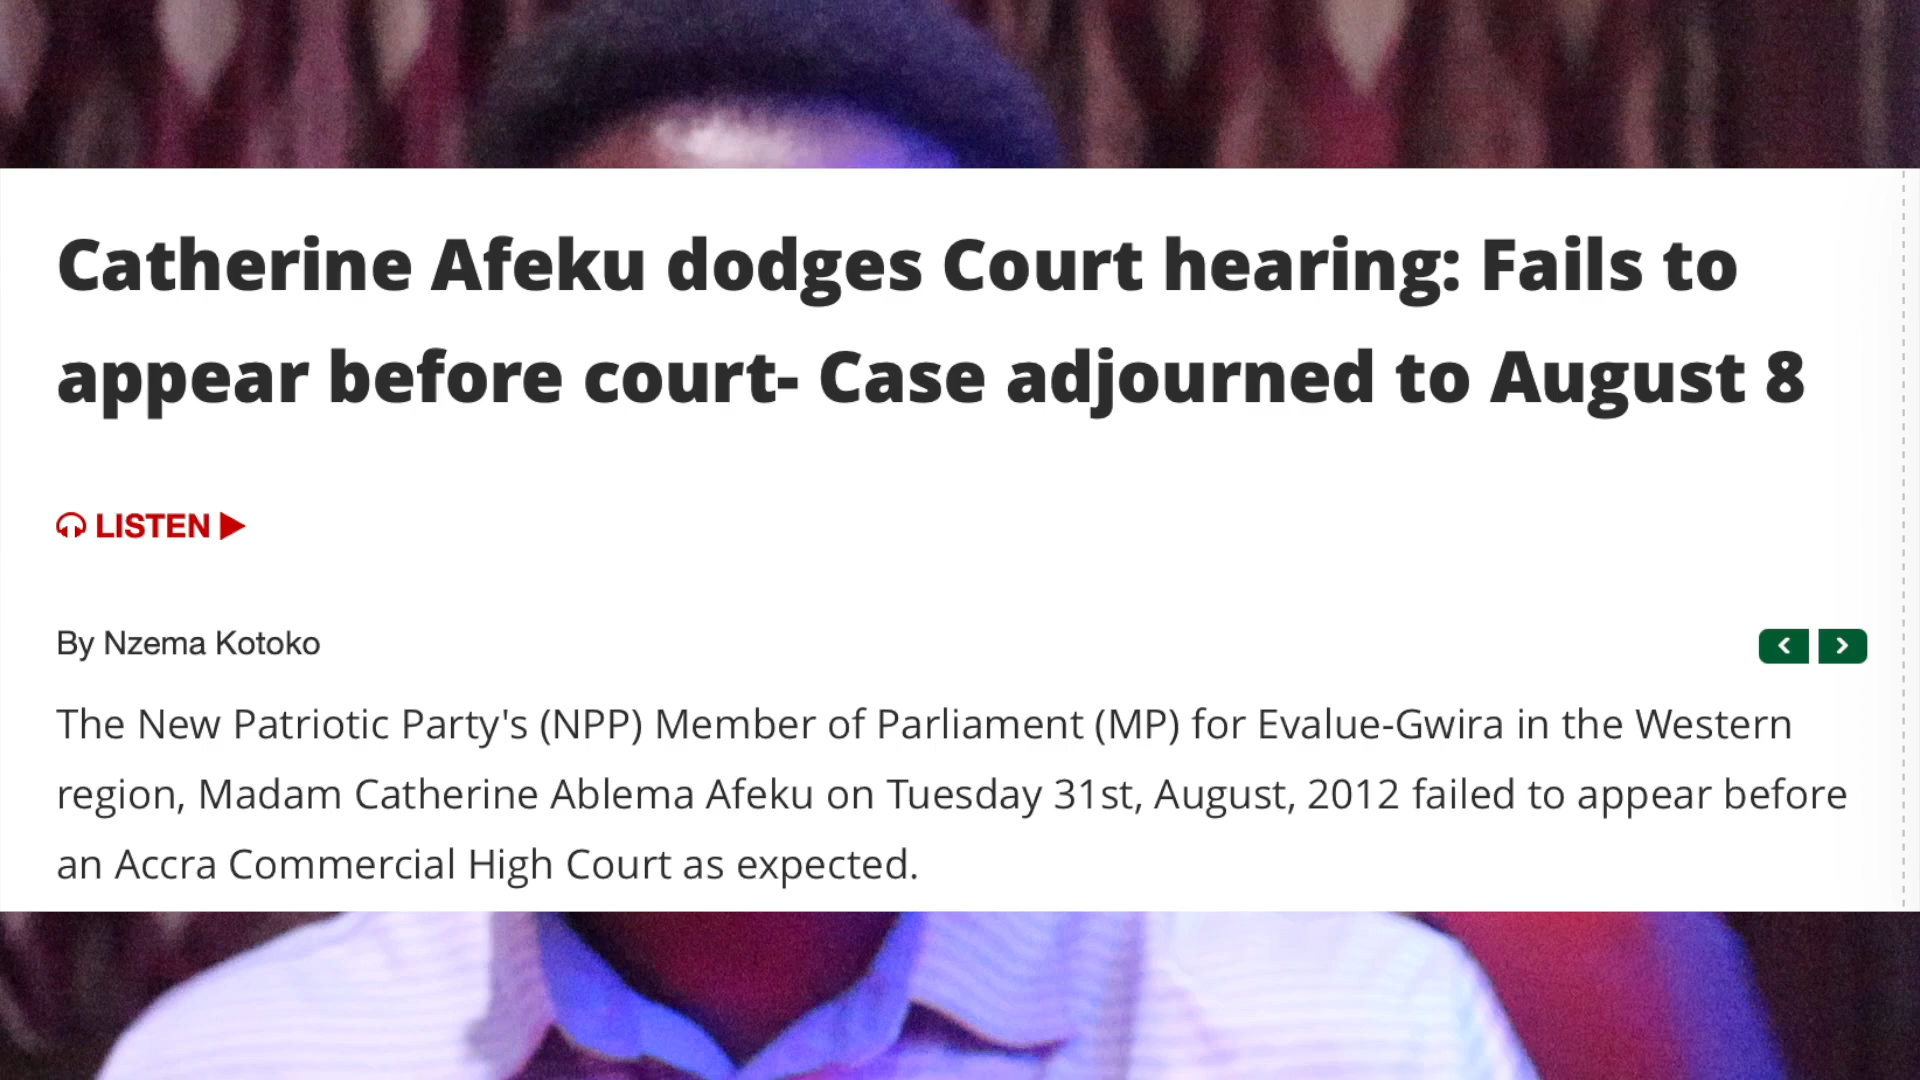 Catherine Afeku dodges Court hearing: Fails to
appear before court- Case adjourned to August 8
LISTEN
By Nzema Kotoko
The New Patriotic Party's (NPP) Member of Parliament (MP) for Evalue-Gwira in the Western
region, Madam Catherine Ablema Afeku on Tuesday 31st, August, 2012 failed to appear before
an Accra Commercial High Court as expected.